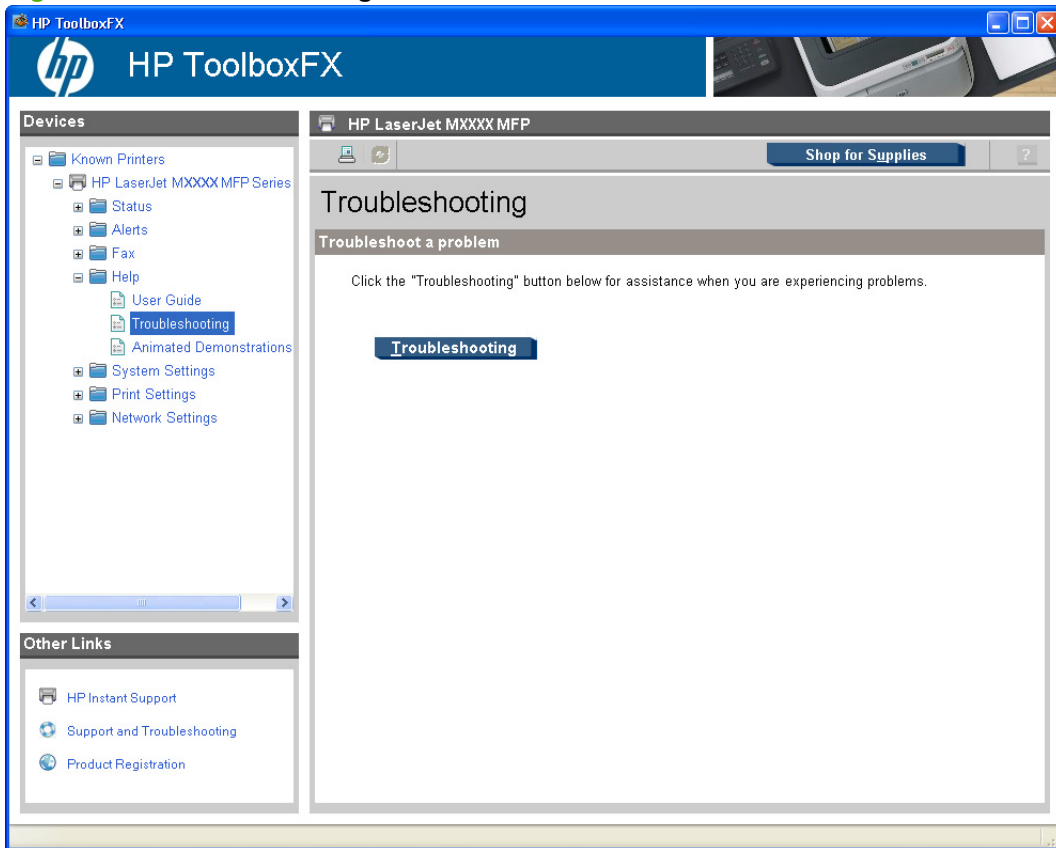 HP ToolboxFX
hp HP ToolboxFX
Devices
Known Printers
HP LaserJet MXXXX MFP Series
Status
Alerts
Fax
Help
User Guide
Troubleshooting
Animated Demonstrations
System Settings
Print Settings
Network Settings
Other Links
HP Instant Support
Support and Troubleshooting
Product Registration
HP LaserJet MXXXX MFP
Shop for Supplies ?
Troubleshooting
Troubleshoot a problem
Click the "Troubleshooting" button below for assistance when you are experiencing problems.
Troubleshooting